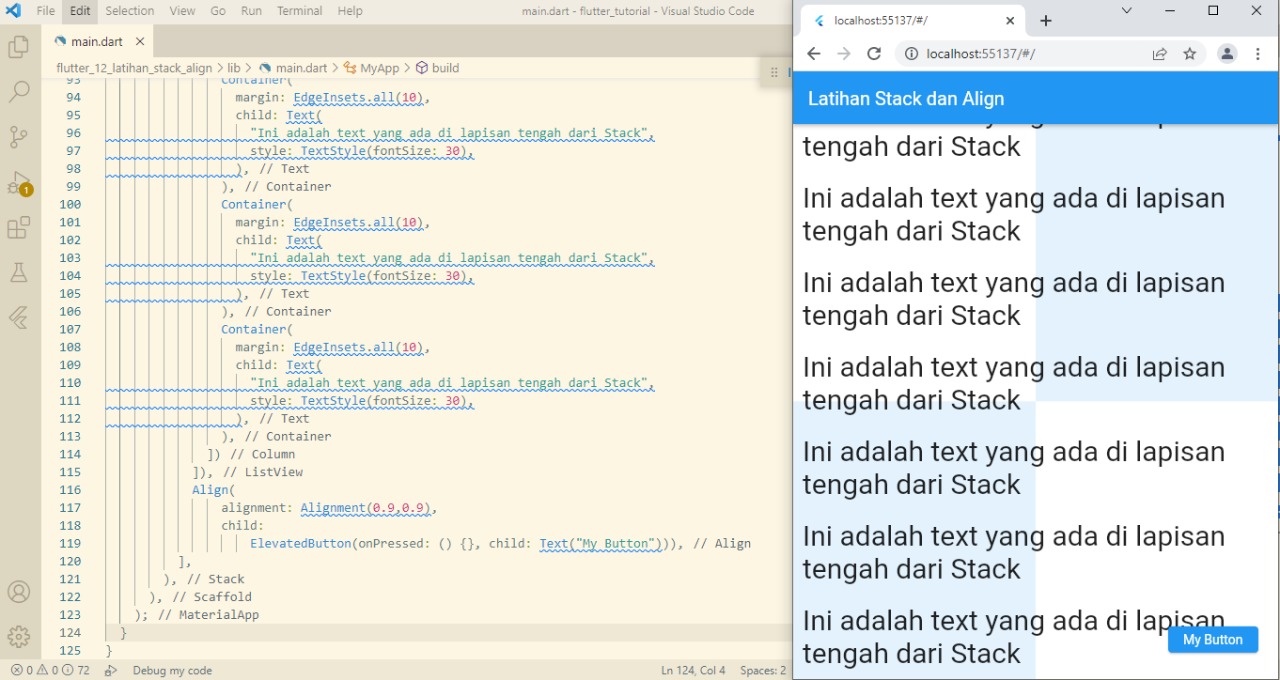 File Edit Selection View Go Run Terminal Help
main.dart - flutter_tutorial - Visual Studio Code
main.dart
flutter_12_latihan_stack_align > lib > main.dart > MyApp > build
93 Container(
94 margin: EdgeInsets.all(10),
95 child: Text(
96 "Ini adalah text yang ada di lapisan tengah dari Stack",
97 style: TextStyle(fontSize: 30),
98 ), // Text
99 ), // Container
100 Container(
101 margin: EdgeInsets.all(10),
102 child: Text(
103 "Ini adalah text yang ada di lapisan tengah dari Stack",
104 style: TextStyle(fontSize: 30),
105 ), // Text
106 ), // Container
107 Container(
108 margin: EdgeInsets.all(10),
109 child: Text(
110 "Ini adalah text yang ada di lapisan tengah dari Stack",
111 style: TextStyle(fontSize: 30),
112 ), // Text
113 ), // Container
114 ]) // Column
115 ]), // ListView
116 Align(
117 alignment: Alignment(0.9,0.9),
118 child:
119 ElevatedButton(onPressed: () {}, child: Text("My Button"))), // Align
120 ],
121 ), // Stack
122 ), // Scaffold
123 ); // MaterialApp
124 }
125 }
1
0 0 72 Debug my code
Ln 124, Col 4 Spaces: 2
localhost:55137/#/
localhost:55137/#/
Latihan Stack dan Align
tengah dari Stack
Ini adalah text yang ada di lapisan
tengah dari Stack
Ini adalah text yang ada di lapisan
tengah dari Stack
Ini adalah text yang ada di lapisan
tengah dari Stack
Ini adalah text yang ada di lapisan
tengah dari Stack
Ini adalah text yang ada di lapisan
tengah dari Stack
Ini adalah text yang ada di lapisan
tengah dari Stack
My Button